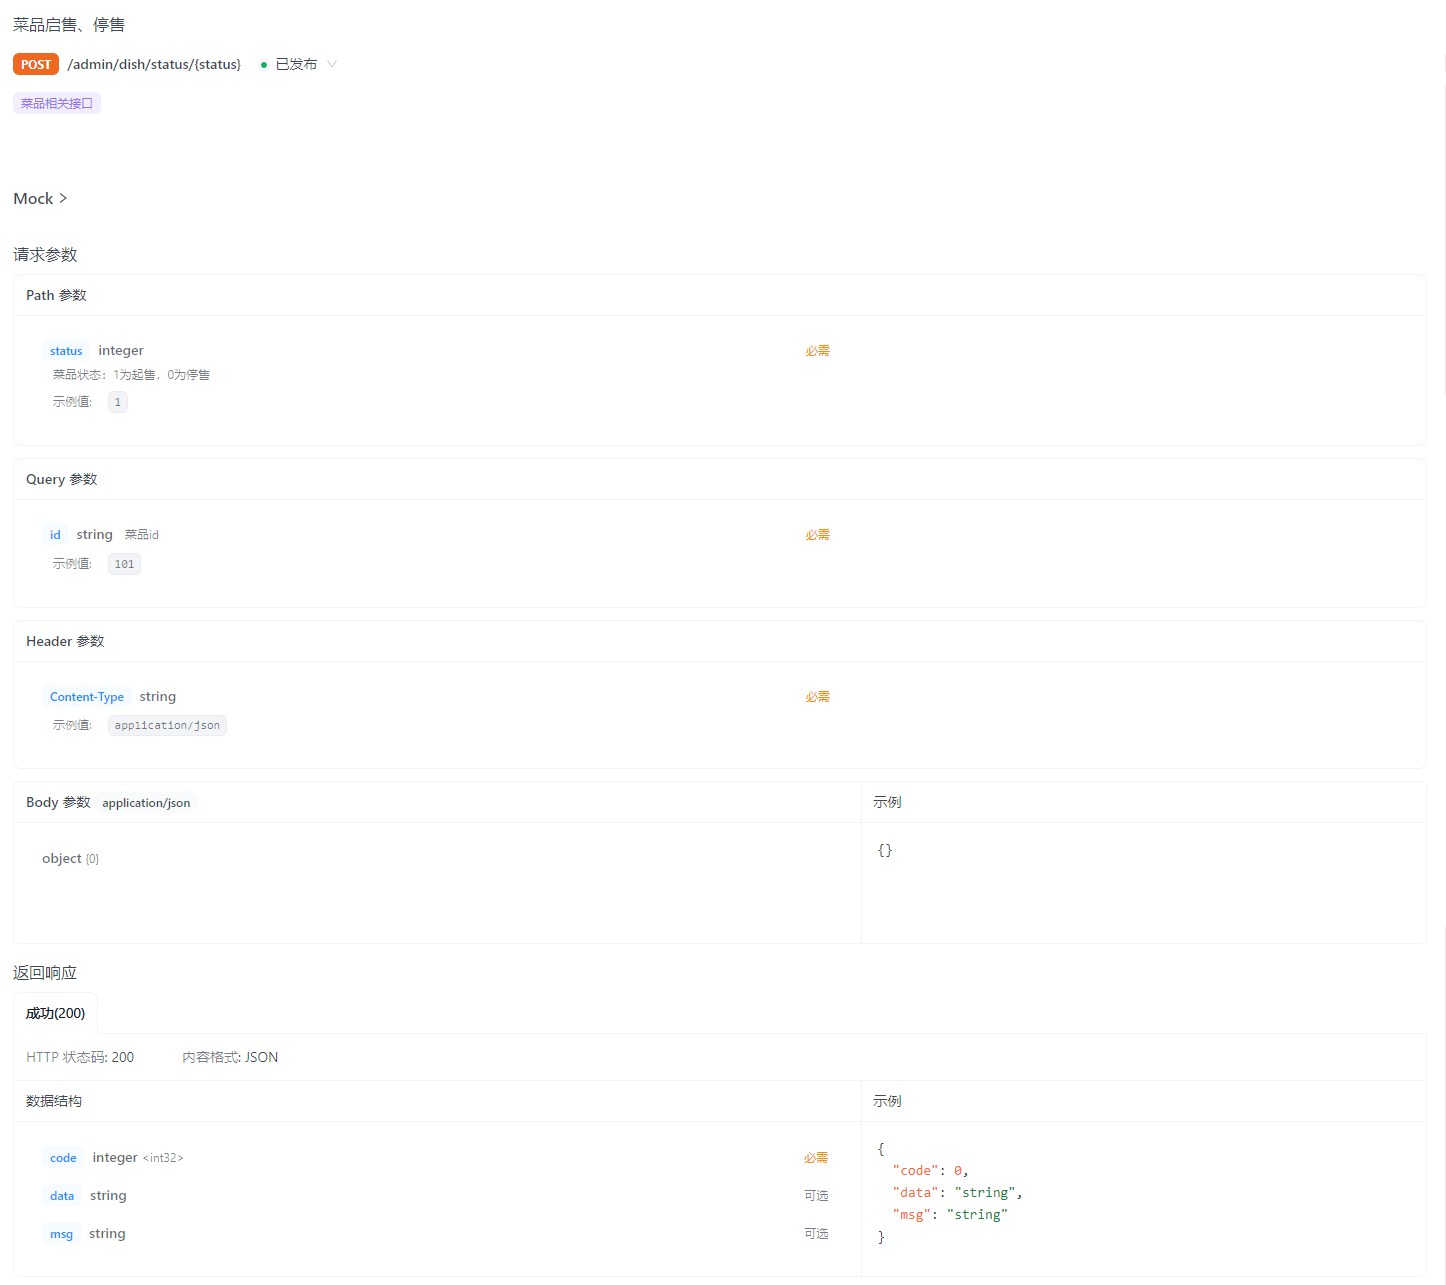 菜品启售、停售
POST /admin/dish/status/{status} 已发布
菜品相关接口
Mock >
请求参数
Path 参数
status integer 必需
菜品状态：1为起售，0为停售
示例值: 1
Query 参数
id string 菜品id 必需
示例值: 101
Header 参数
Content-Type string 必需
示例值: application/json
Body 参数 application/json 示例
object {0} {}
返回响应
成功(200)
HTTP 状态码: 200 内容格式: JSON
数据结构 示例
code integer <int32> 必需
data string 可选
msg string 可选
{
"code": 0,
"data": "string",
"msg": "string"
}